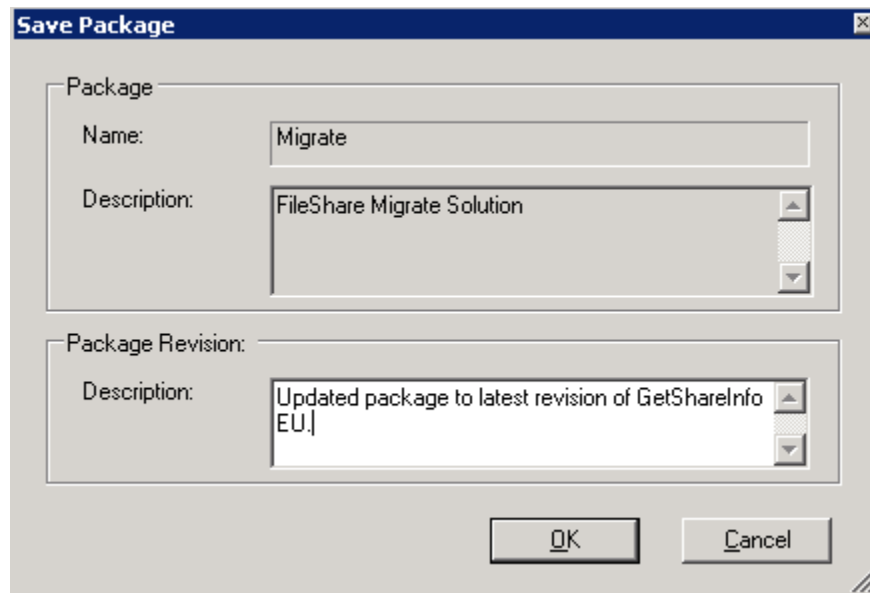 Save Package
Package
Name:
Migrate
Description:
FileShare Migrate Solution
Package Revision:
Description:
Updated package to latest revision of GetShareInfo
EU.
OK
Cancel